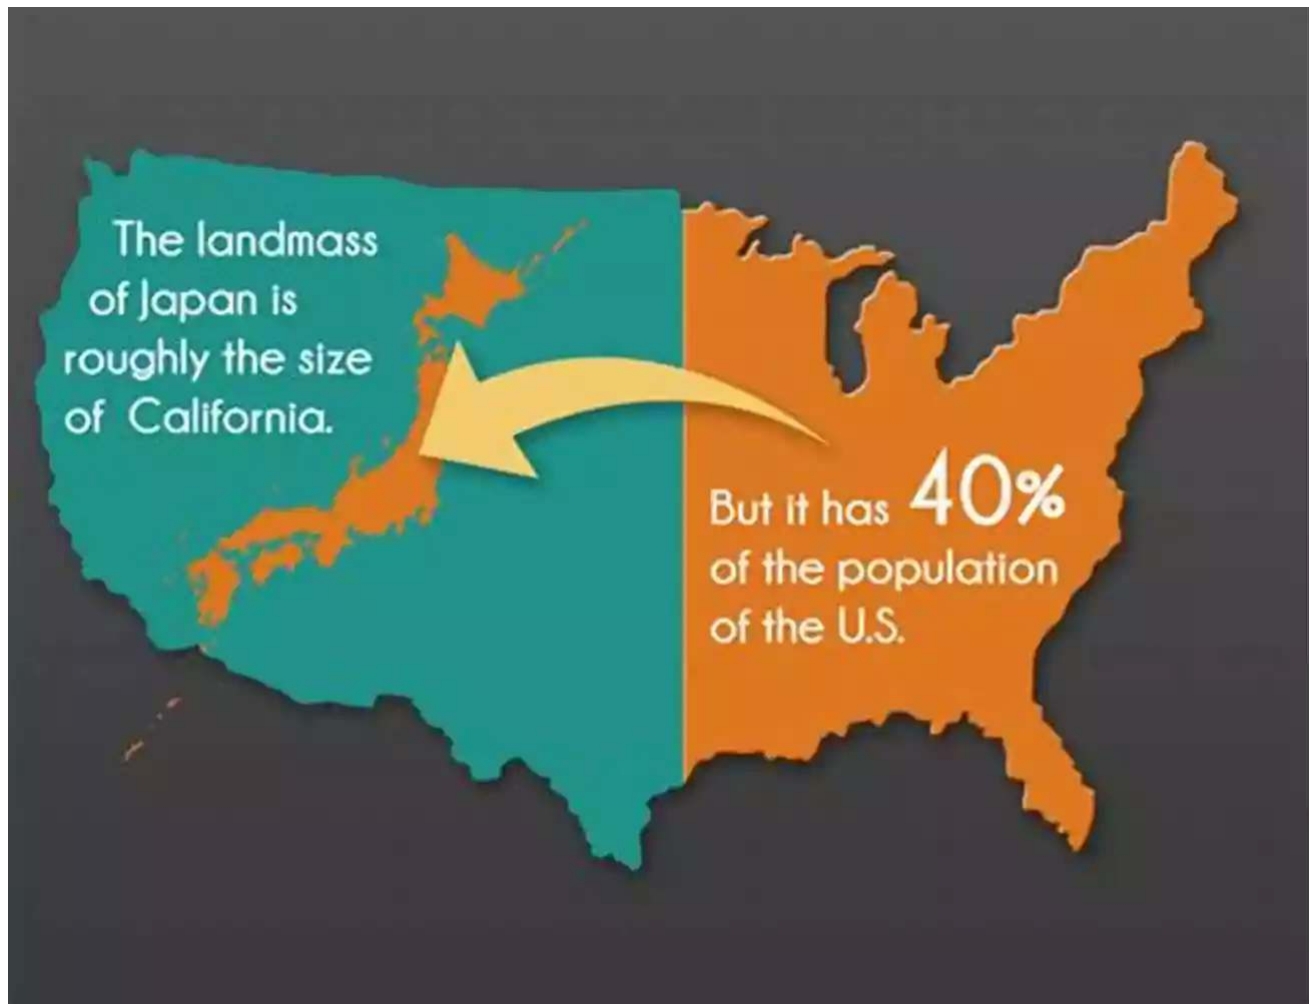 The landmass
of Japan is
roughly the size
of California.
But it has 40%
of the population
of the U.S.